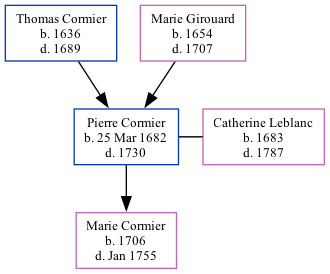 Thomas Cormier
b. 1636
d. 1689
Marie Girouard
b. 1654
d. 1707
Pierre Cormier
b. 25 Mar 1682
d. 1730
Catherine Leblanc
b. 1683
d. 1787
Marie Cormier
b. 1706
d. Jan 1755